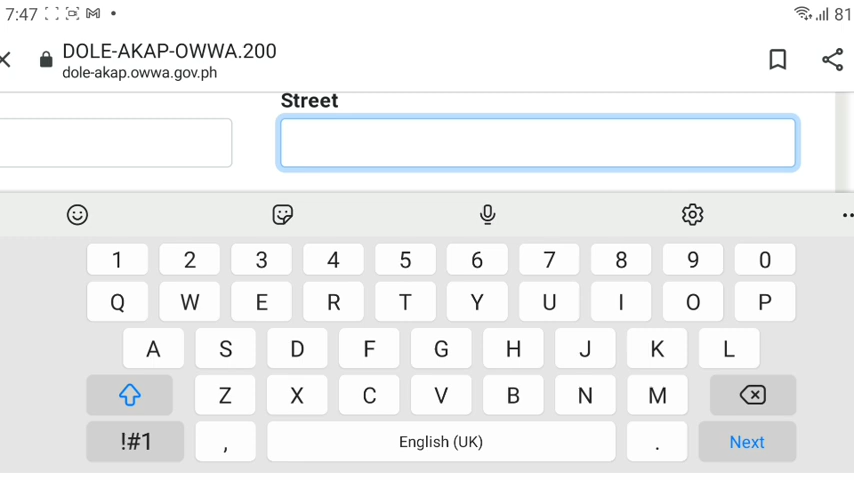 7:47 81
DOLE-AKAP-OWWA.200
dole-akap.owwa.gov.ph
Street
1 2 3 4 5 6 7 8 9 0
Q W E R T Y U I O P
A S D F G H J K L
Z X C V B N M
!#1 , English (UK) . Next